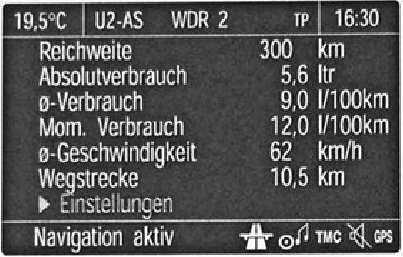 19,5°C U2-AS WDR 2 TP 16:30
Reichweite 300 km
Absolutverbrauch 5,6 ltr
ø-Verbrauch 9,0 l/100km
Mom. Verbrauch 12,0 l/100km
ø-Geschwindigkeit 62 km/h
Wegstrecke 10,5 km
▶ Einstellungen
Navigation aktiv TMC GPS